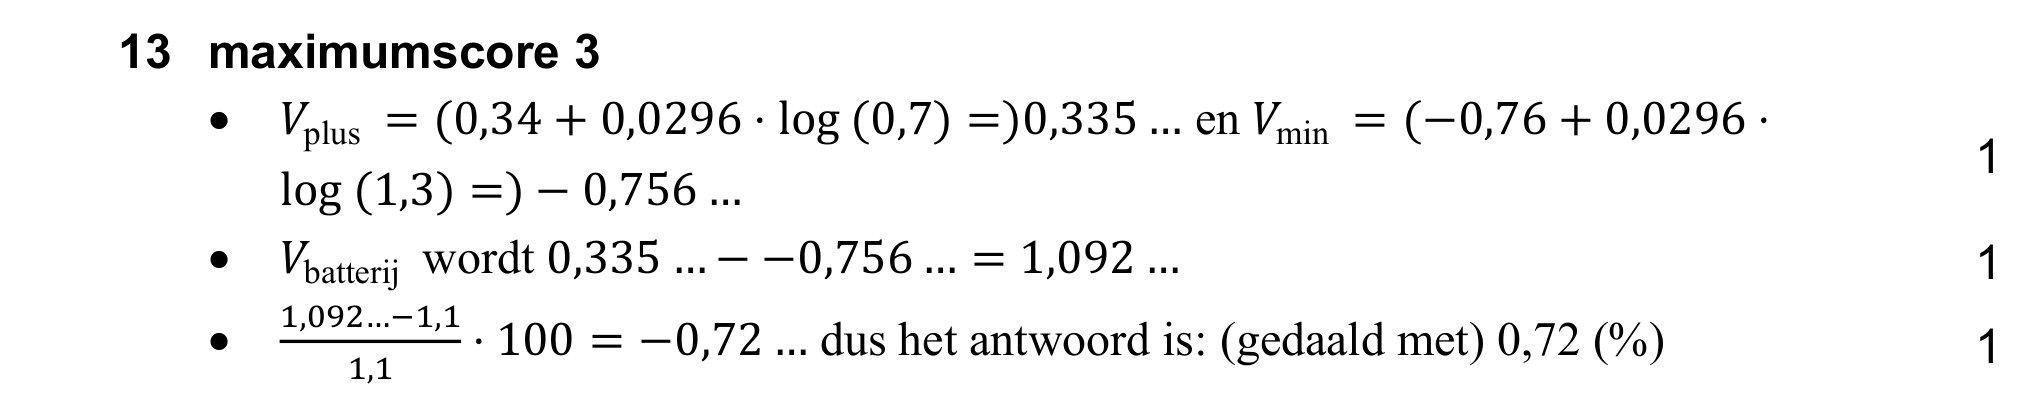 13 maximumscore 3
• V_plus = (0,34 + 0,0296 · log (0,7) =)0,335 ... en V_min = (−0,76 + 0,0296 ·
log (1,3) =) − 0,756 ...
1
• V_batterij wordt 0,335 ... − −0,756 ... = 1,092 ... 1
• (1,092...−1,1)/(1,1) · 100 = −0,72 ... dus het antwoord is: (gedaald met) 0,72 (%) 1